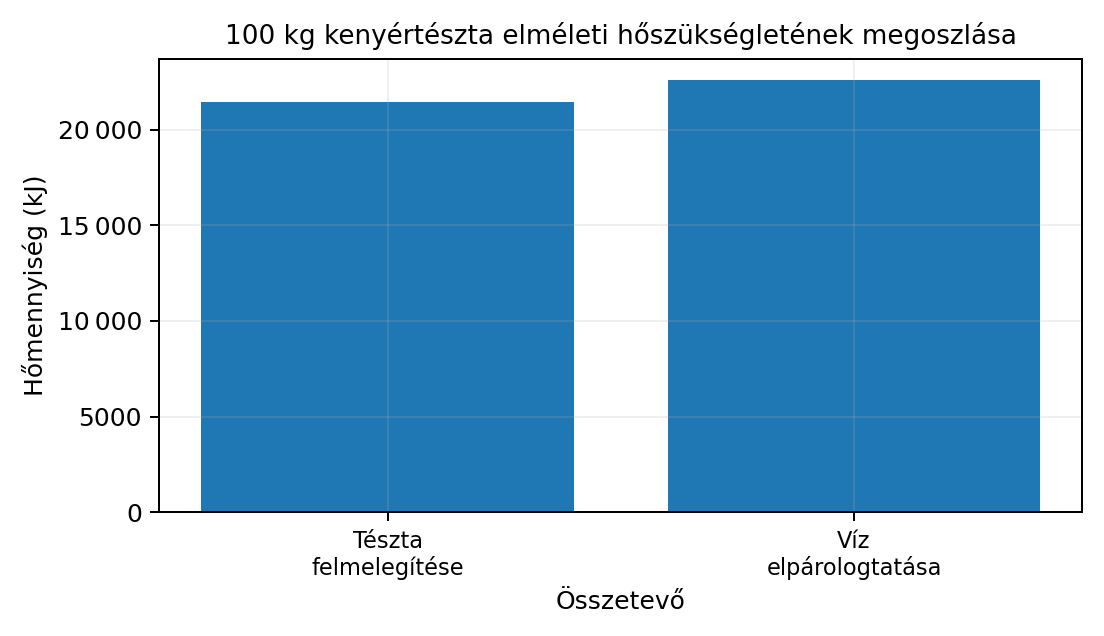 100 kg kenyértészta elméleti hőszükségletének megoszlása
Hőmennyiség (kJ)
20 000
15 000
10 000
5000
0
Tészta
felmelegítése
Víz
elpárologtatása
Összetevő